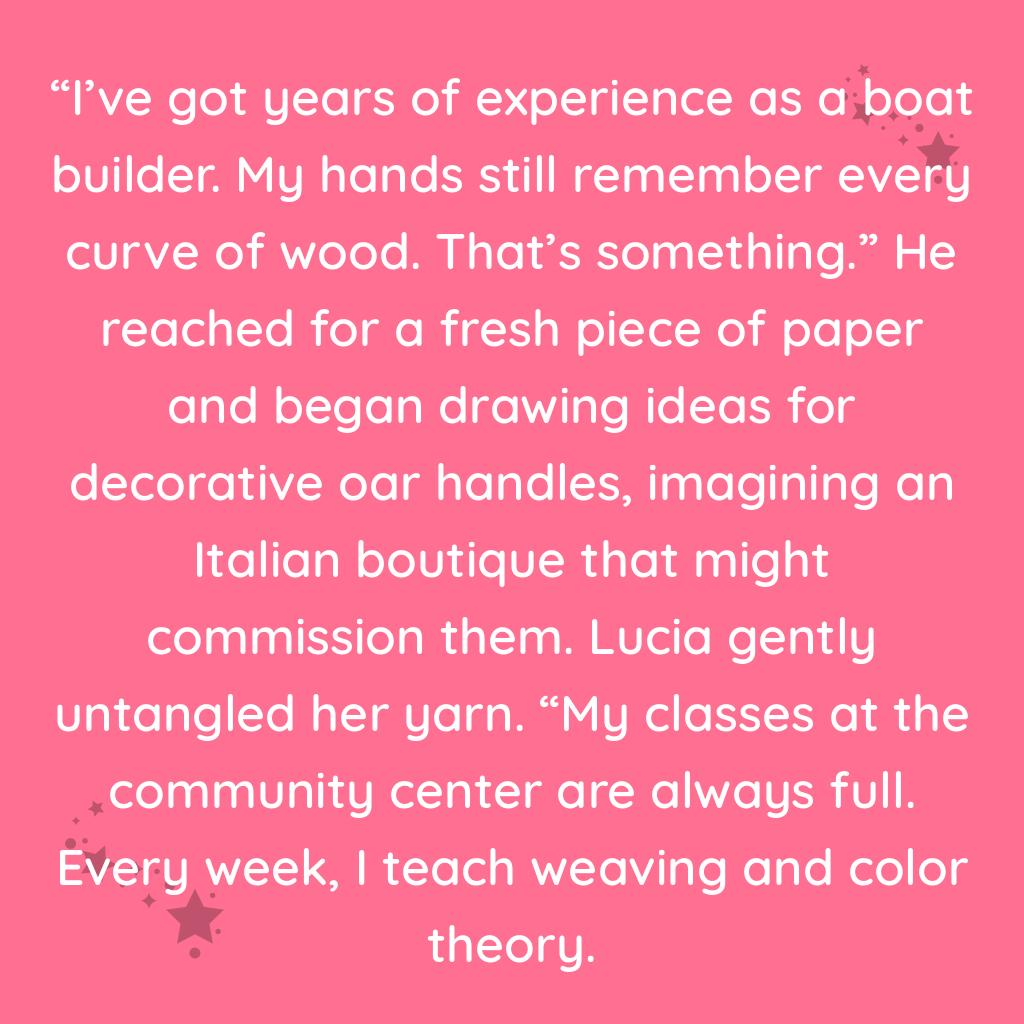 “I’ve got years of experience as a boat
builder. My hands still remember every
curve of wood. That’s something.” He
reached for a fresh piece of paper
and began drawing ideas for
decorative oar handles, imagining an
Italian boutique that might
commission them. Lucia gently
untangled her yarn. “My classes at the
community center are always full.
Every week, I teach weaving and color
theory.